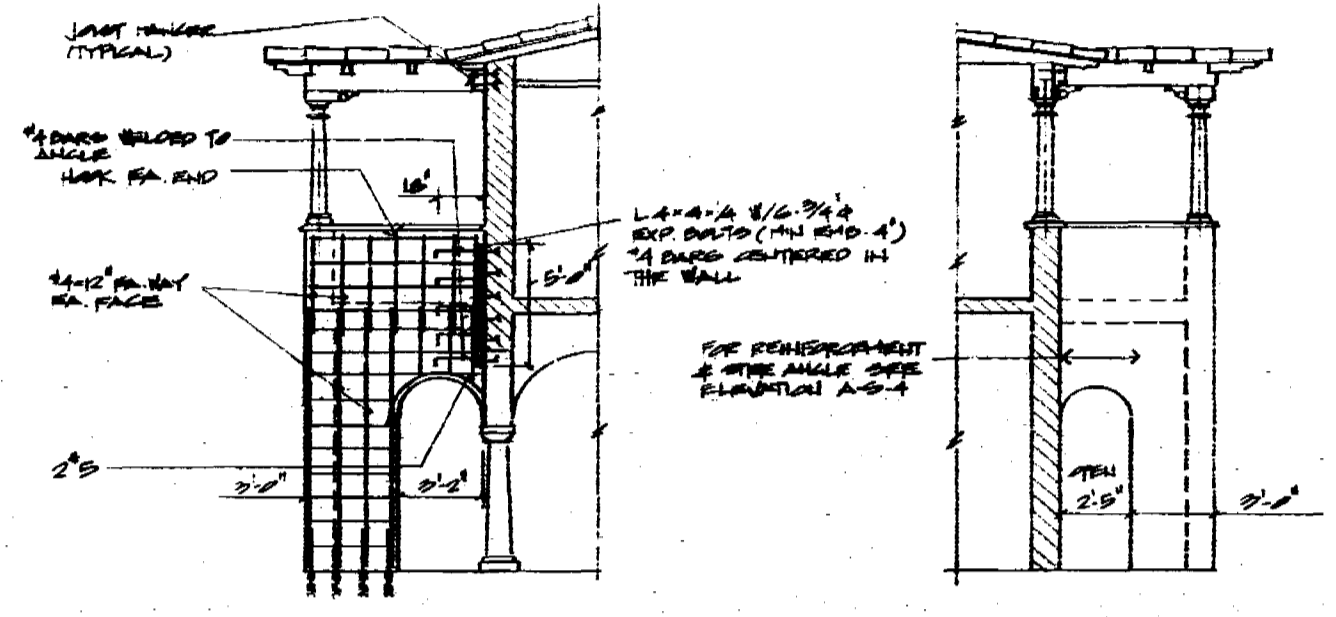 JOIST HANGER
(TYPICAL)
#4 BARS WELDED TO
ANGLE
HOOK EA. END
18"
L 4×4×1/4 W/6-3/4"ɸ
EXP. BOLTS (MIN EMB. 4")
#4 BARS CENTERED IN
THE WALL
5'-0"
#4-12" EA. WAY
EA. FACE
FOR REINFORCEMENT
& STEEL ANGLE SEE
ELEVATION A-S-4
2#5
3'-0"
3'-2"
OPEN
2'-5"
3'-0"